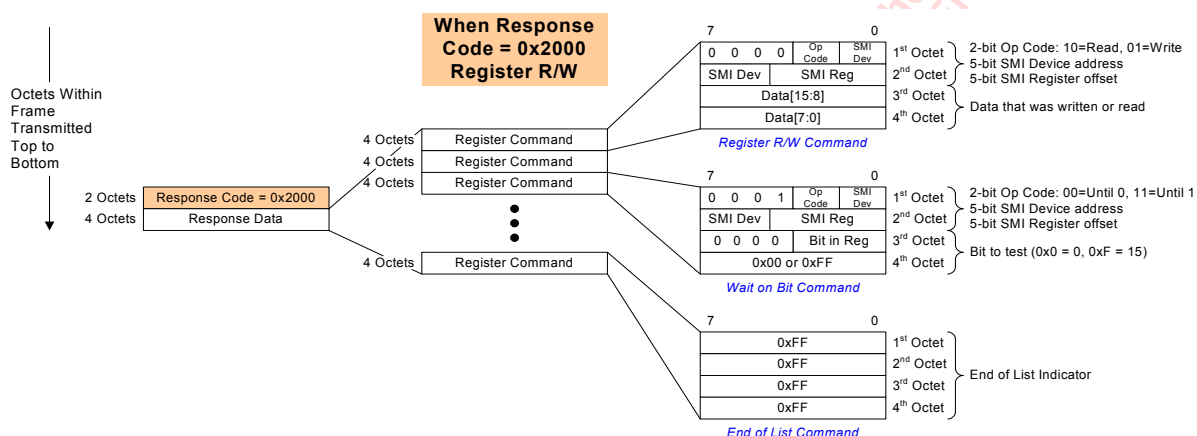 When Response
Code = 0x2000
Register R/W
Octets Within
Frame
Transmitted
Top to
Bottom
2 Octets Response Code = 0x2000
4 Octets Response Data
4 Octets Register Command
4 Octets Register Command
4 Octets Register Command
4 Octets Register Command
7 0
0 0 0 0 Op Code SMI Dev 1st Octet
SMI Dev SMI Reg 2nd Octet
Data[15:8] 3rd Octet
Data[7:0] 4th Octet
2-bit Op Code: 10=Read, 01=Write
5-bit SMI Device address
5-bit SMI Register offset
Data that was written or read
Register R/W Command
7 0
0 0 0 1 Op Code SMI Dev 1st Octet
SMI Dev SMI Reg 2nd Octet
0 0 0 0 Bit in Reg 3rd Octet
0x00 or 0xFF 4th Octet
2-bit Op Code: 00=Until 0, 11=Until 1
5-bit SMI Device address
5-bit SMI Register offset
Bit to test (0x0 = 0, 0xF = 15)
Wait on Bit Command
7 0
0xFF 1st Octet
0xFF 2nd Octet
0xFF 3rd Octet
0xFF 4th Octet
End of List Indicator
End of List Command